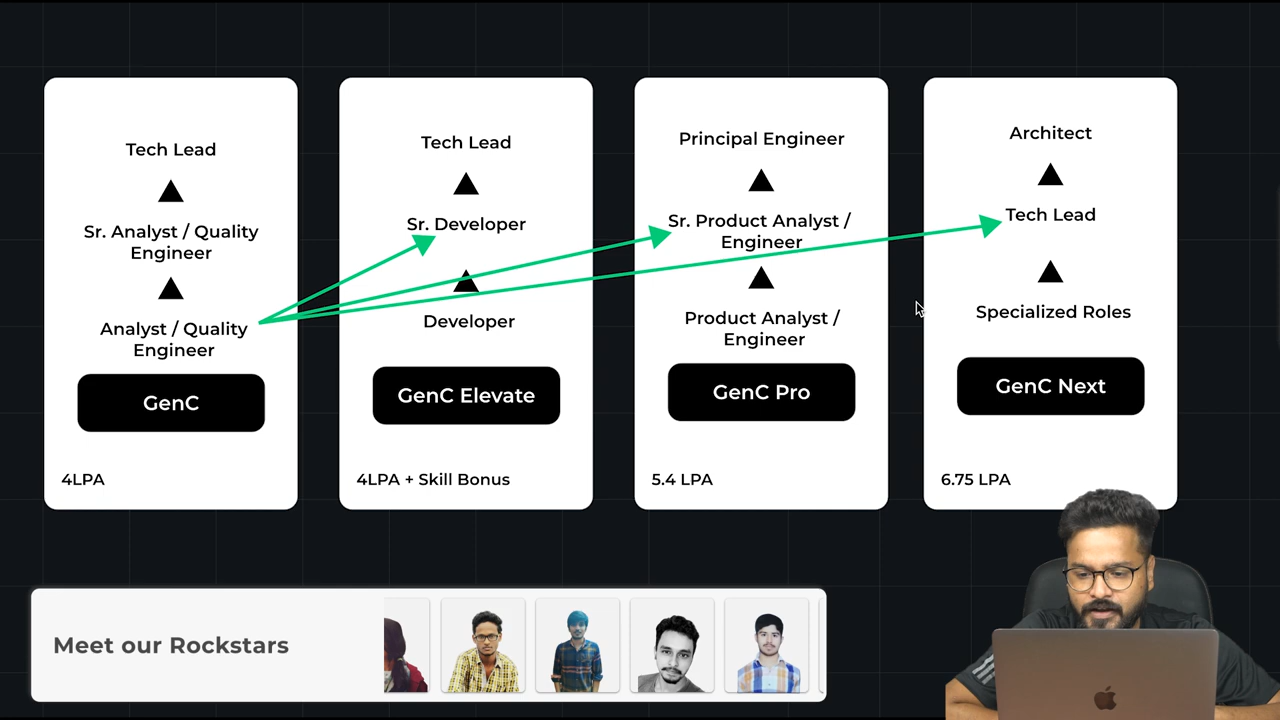 Tech Lead
Sr. Analyst / Quality
Engineer
Analyst / Quality
Engineer
GenC
4LPA
Tech Lead
Sr. Developer
Developer
GenC Elevate
4LPA + Skill Bonus
Principal Engineer
Sr. Product Analyst /
Engineer
Product Analyst /
Engineer
GenC Pro
5.4 LPA
Architect
Tech Lead
Specialized Roles
GenC Next
6.75 LPA
Meet our Rockstars